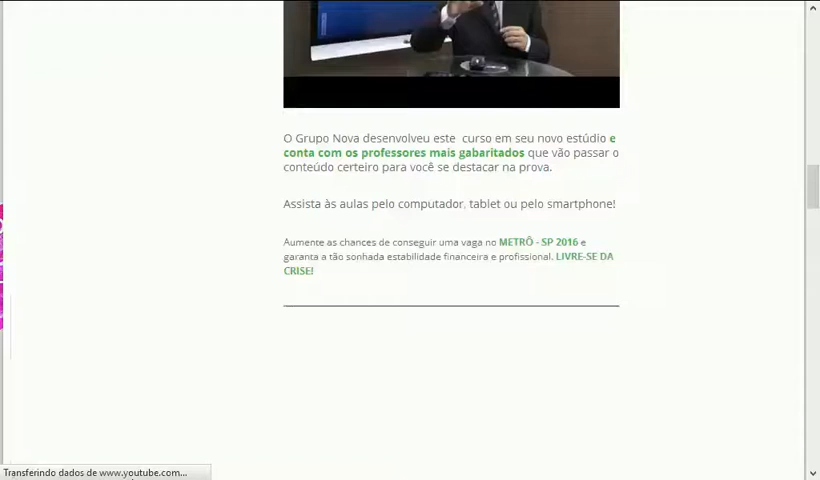 O Grupo Nova desenvolveu este curso em seu novo estúdio e
conta com os professores mais gabaritados que vão passar o
conteúdo certeiro para você se destacar na prova.
Assista às aulas pelo computador, tablet ou pelo smartphone!
Aumente as chances de conseguir uma vaga no METRÔ - SP 2016 e
garanta a tão sonhada estabilidade financeira e profissional. LIVRE-SE DA
CRISE!
Transferindo dados de www.youtube.com...